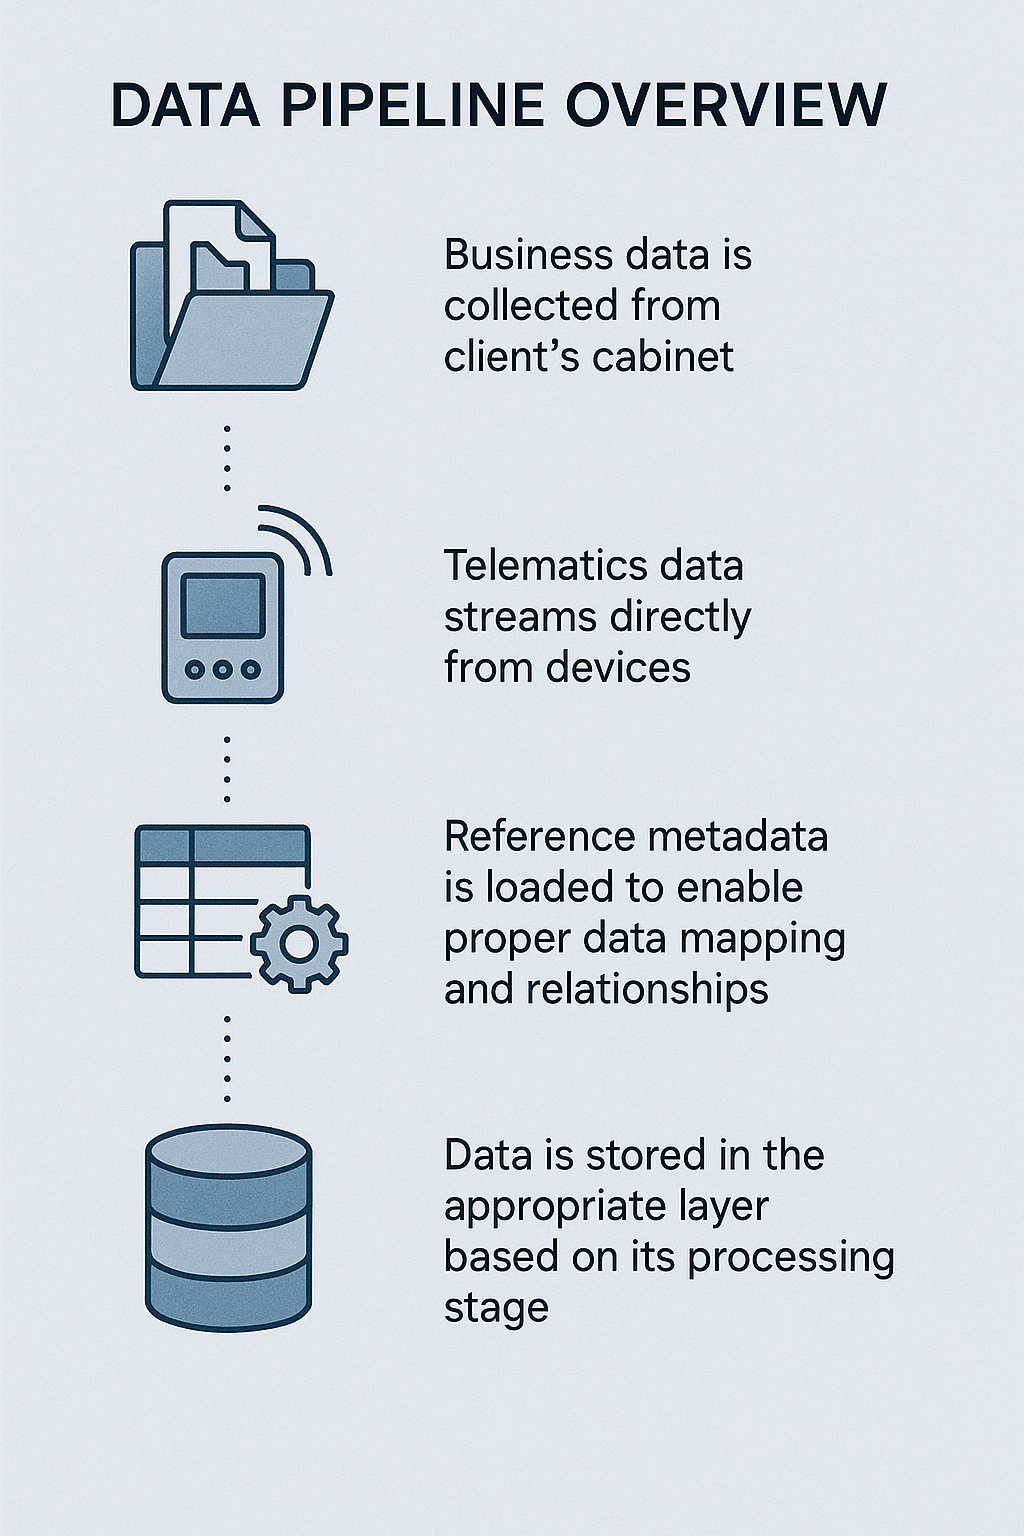 DATA PIPELINE OVERVIEW
Business data is
collected from
client’s cabinet
Telematics data
streams directly
from devices
Reference metadata
is loaded to enable
proper data mapping
and relationships
Data is stored in the
appropriate layer
based on its processing
stage